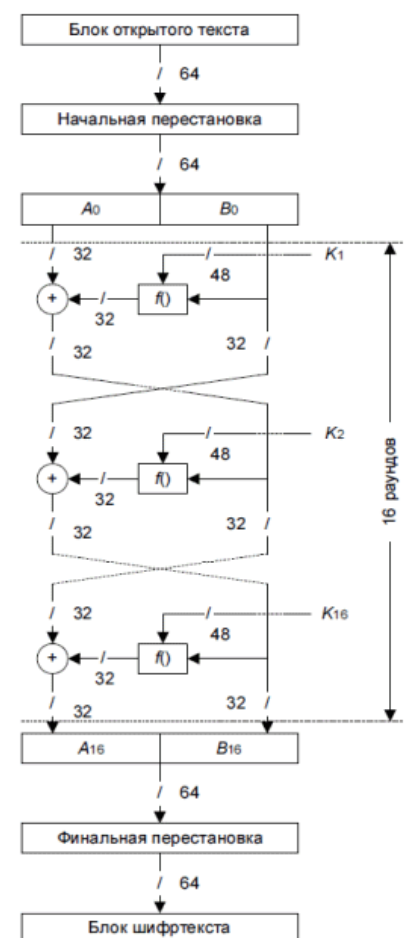 Блок открытого текста
/ 64
Начальная перестановка
/ 64
A0 B0
/ 32 / K1
48
+ / f()
32
/ 32 32 /
/ 32 / K2
48
+ / f()
32
/ 32 32 /
16 раундов
/ 32 / K16
48
+ / f()
32
/ 32 32 /
A16 B16
/ 64
Финальная перестановка
/ 64
Блок шифртекста